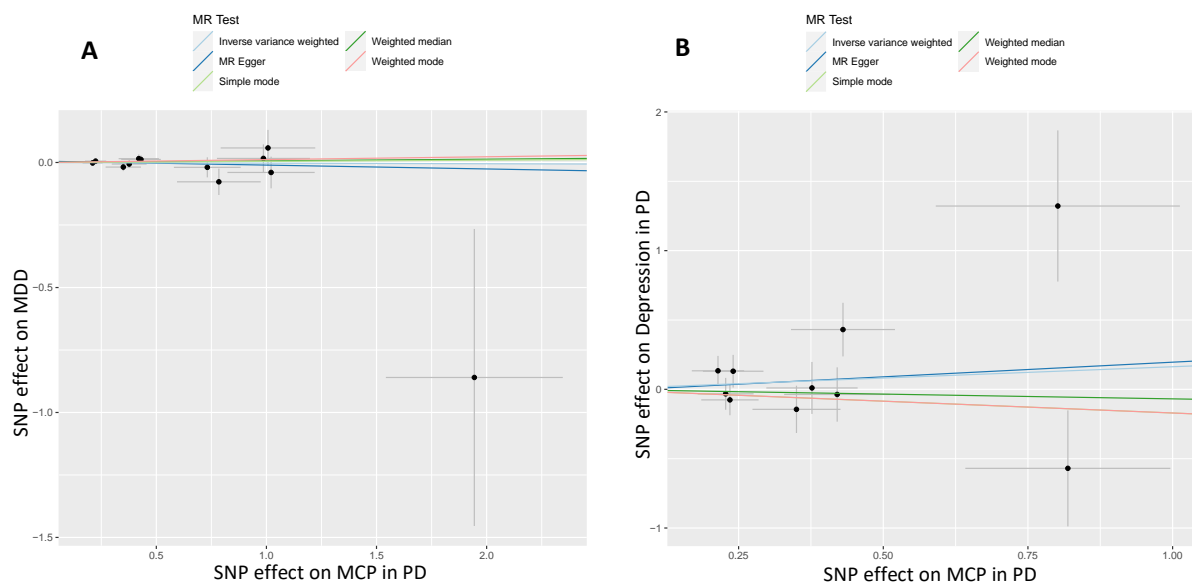 A
MR Test
Inverse variance weighted
MR Egger
Simple mode
Weighted median
Weighted mode
SNP effect on MDD
0.0
−0.5
−1.0
−1.5
0.5
1.0
1.5
2.0
SNP effect on MCP in PD
B
MR Test
Inverse variance weighted
MR Egger
Simple mode
Weighted median
Weighted mode
SNP effect on Depression in PD
2
1
0
−1
0.25
0.50
0.75
1.00
SNP effect on MCP in PD